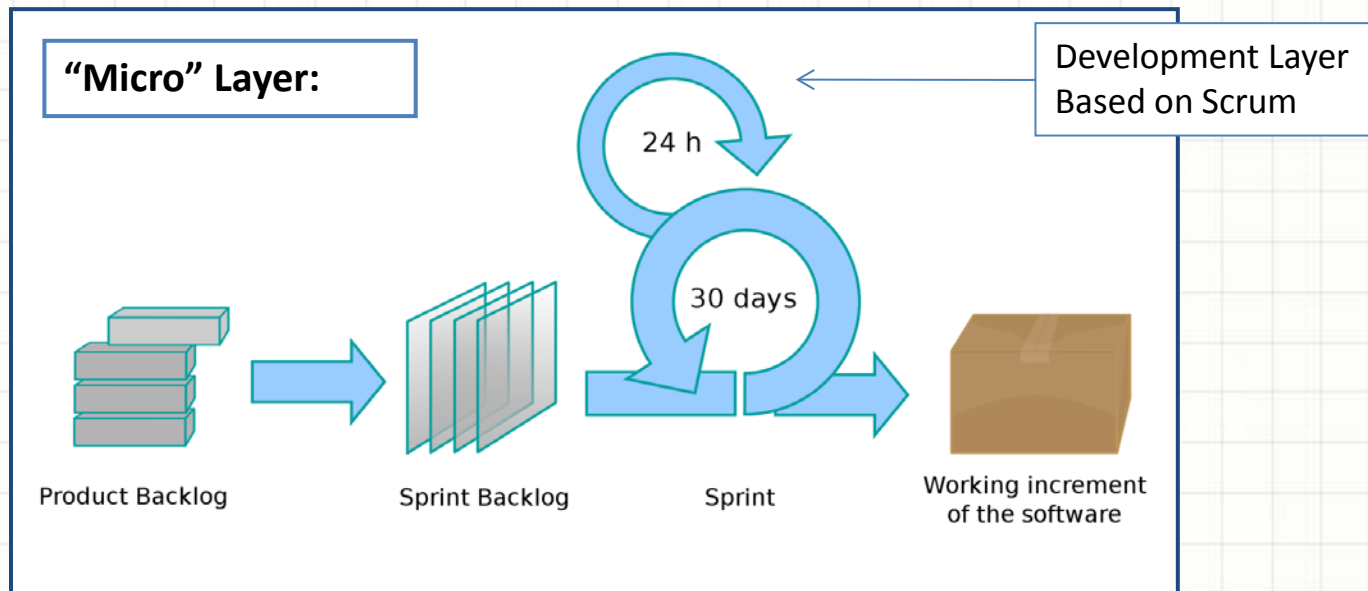 “Micro” Layer:
Development Layer
Based on Scrum
24 h
30 days
Product Backlog
Sprint Backlog
Sprint
Working increment
of the software